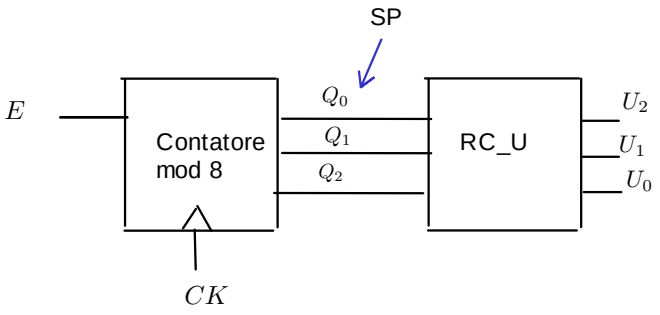 SP
E
Contatore
mod 8
Q₀
Q₁
Q₂
RC_U
U₂
U₁
U₀
CK